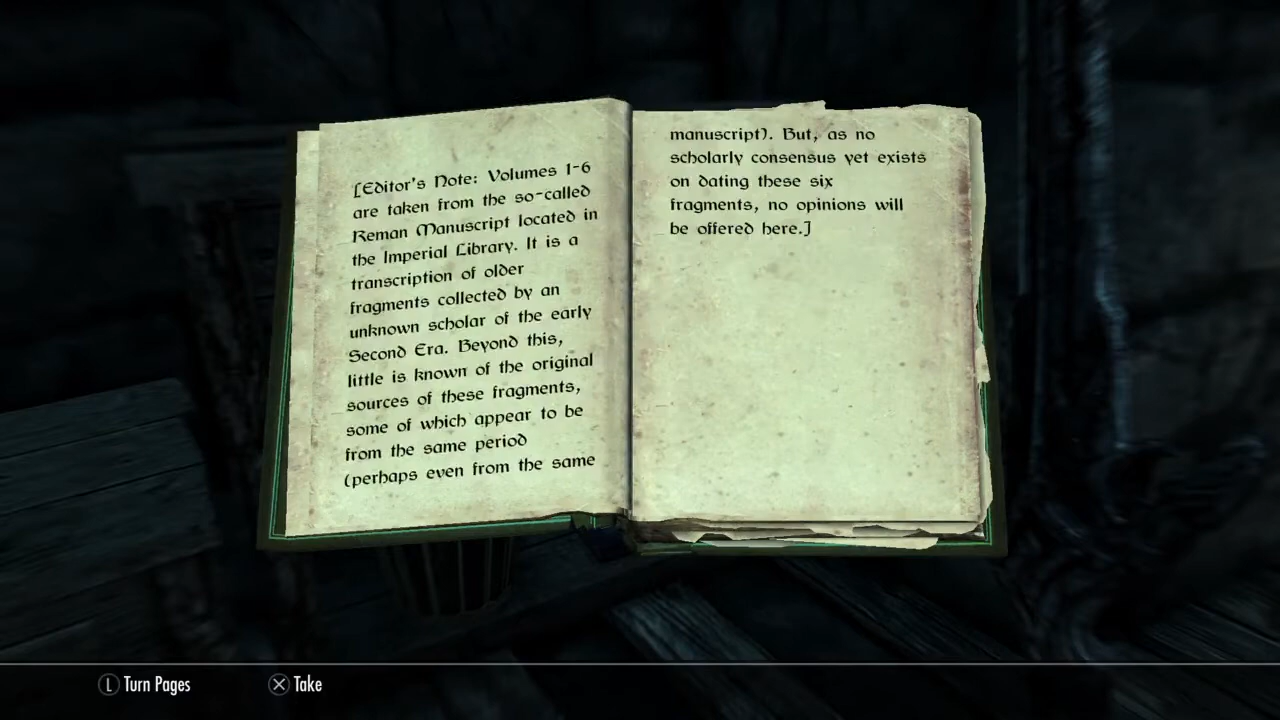 [Editor's Note: Volumes 1-6
are taken from the so-called
Reman Manuscript located in
the Imperial Library. It is a
transcription of older
fragments collected by an
unknown scholar of the early
Second Era. Beyond this,
little is known of the original
sources of these fragments,
some of which appear to be
from the same period
(perhaps even from the same
manuscript). But, as no
scholarly consensus yet exists
on dating these six
fragments, no opinions will
be offered here.]
L Turn Pages
X Take